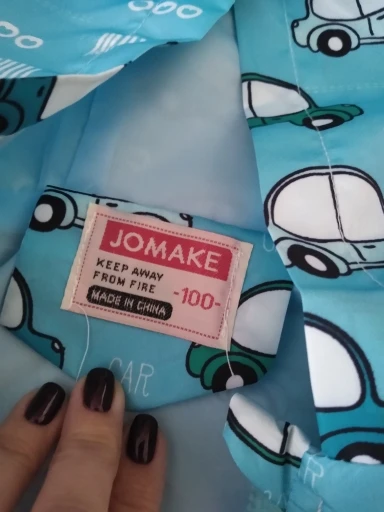 JOMAKE
KEEP AWAY
FROM FIRE
MADE IN CHINA
-100-
CAR